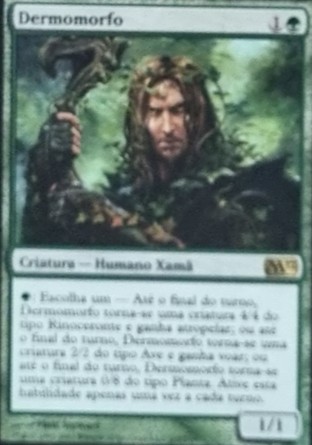 Dermomorfo 1
Criatura — Humano Xamã
M13
: Escolha um — Até o final do turno,
Dermomorfo torna-se uma criatura 4/4 do
tipo Rinoceronte e ganha atropelar; ou até
o final do turno, Dermomorfo torna-se uma
criatura 2/2 do tipo Ave e ganha voar; ou
até o final do turno, Dermomorfo torna-se
uma criatura 0/8 do tipo Planta. Ative esta
habilidade apenas uma vez a cada turno.
1/1